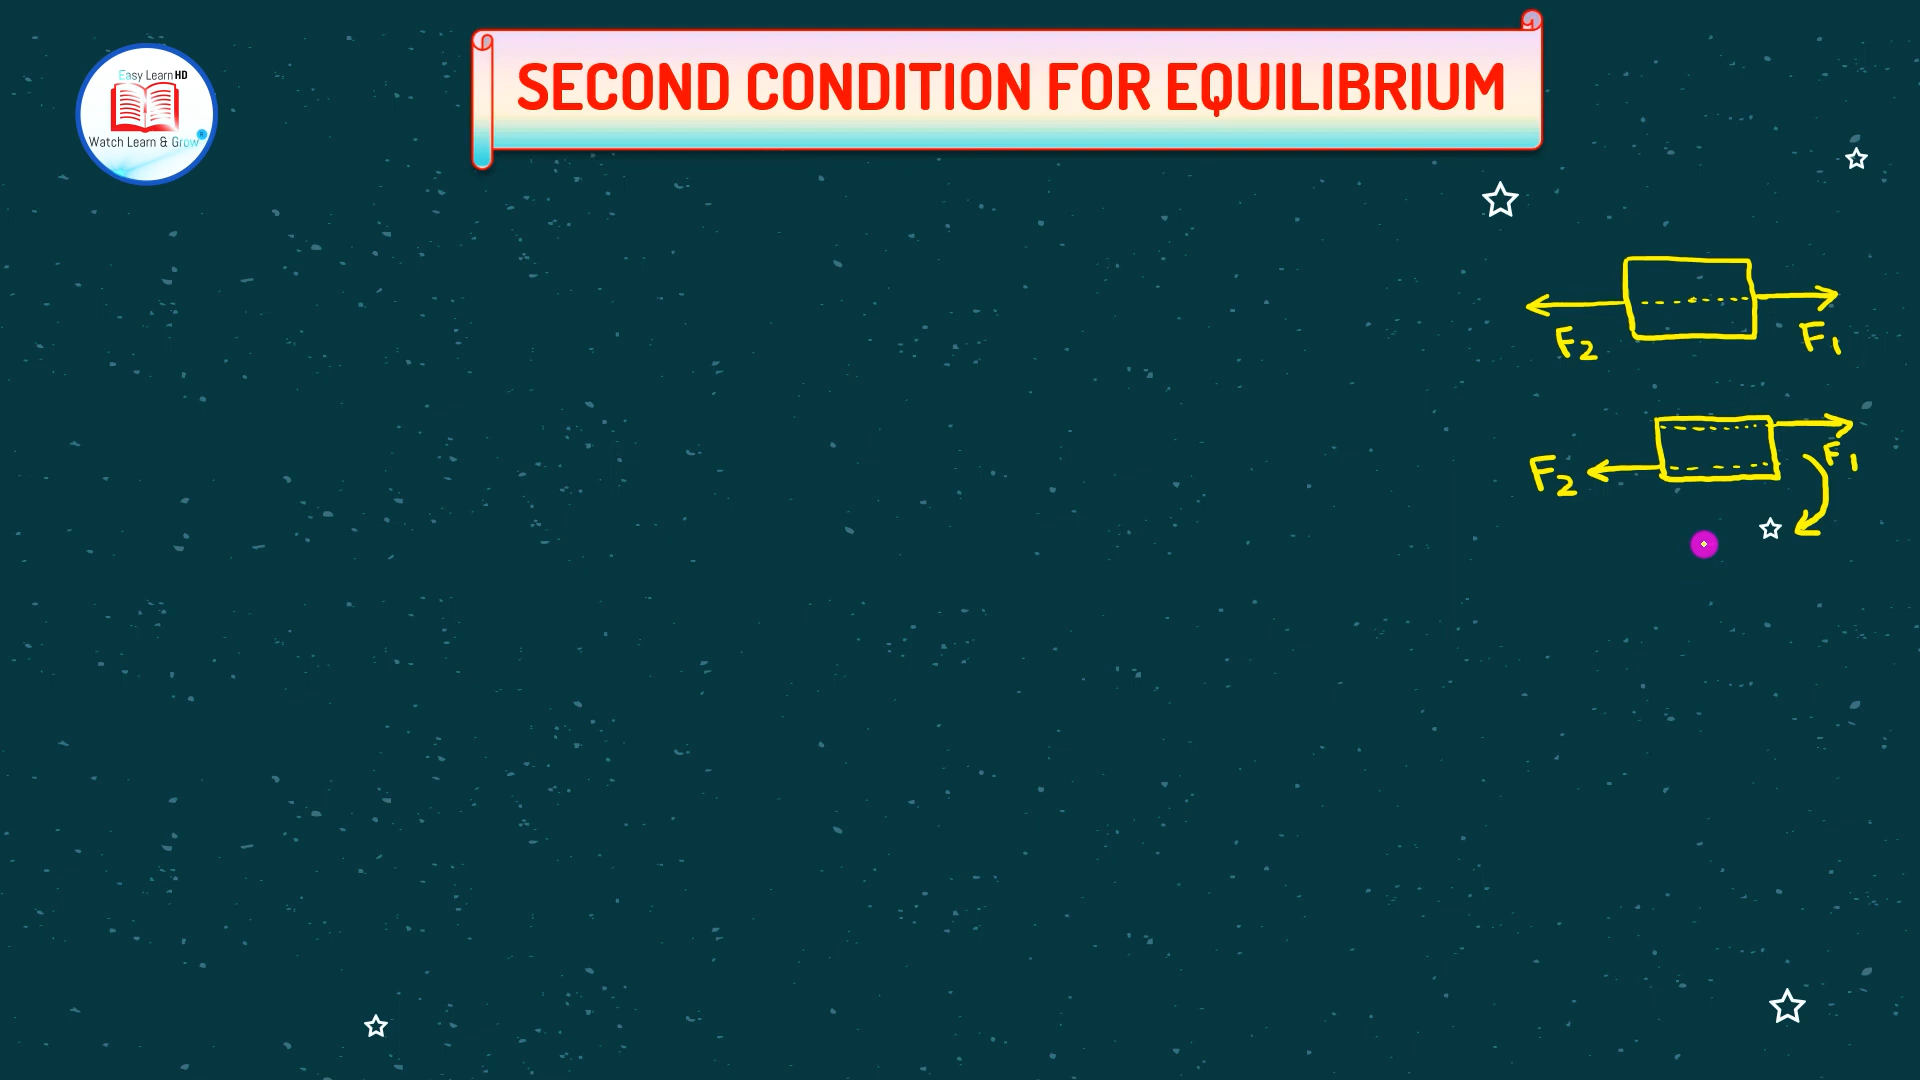 Easy Learn HD
Watch Learn & Grow
SECOND CONDITION FOR EQUILIBRIUM
F₂
F₁
F₁
F₂